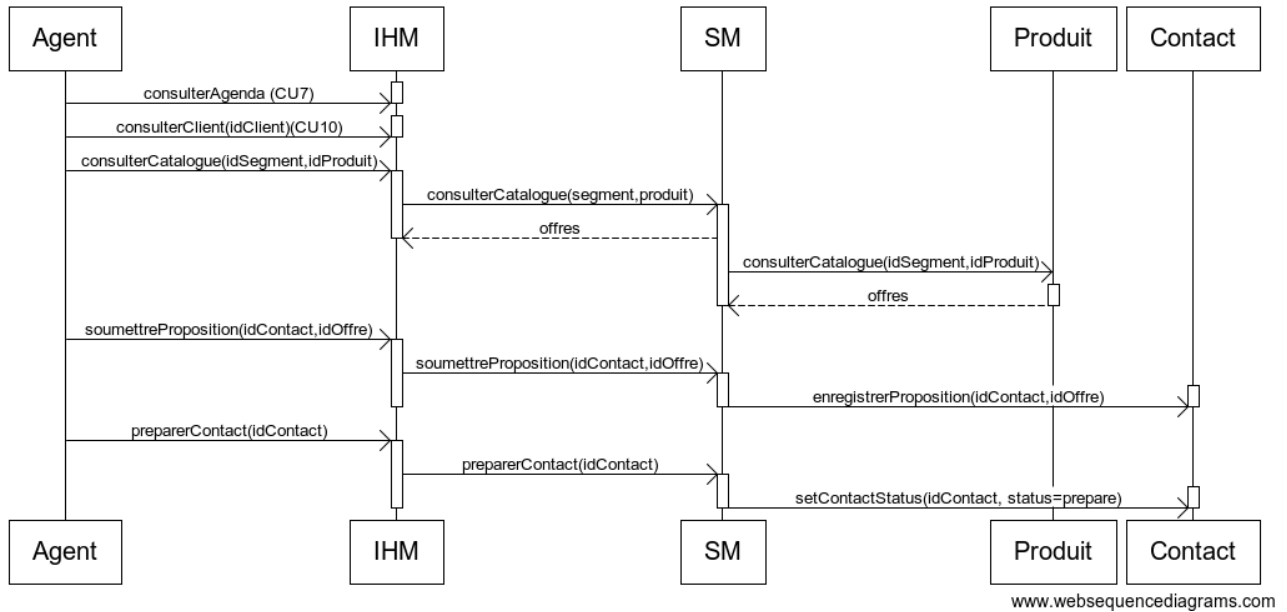 Agent
IHM
SM
Produit
Contact
consulterAgenda (CU7)
consulterClient(idClient)(CU10)
consulterCatalogue(idSegment,idProduit)
consulterCatalogue(segment,produit)
offres
consulterCatalogue(idSegment,idProduit)
offres
soumettreProposition(idContact,idOffre)
soumettreProposition(idContact,idOffre)
enregistrerProposition(idContact,idOffre)
preparerContact(idContact)
preparerContact(idContact)
setContactStatus(idContact, status=prepare)
Agent
IHM
SM
Produit
Contact
www.websequencediagrams.com